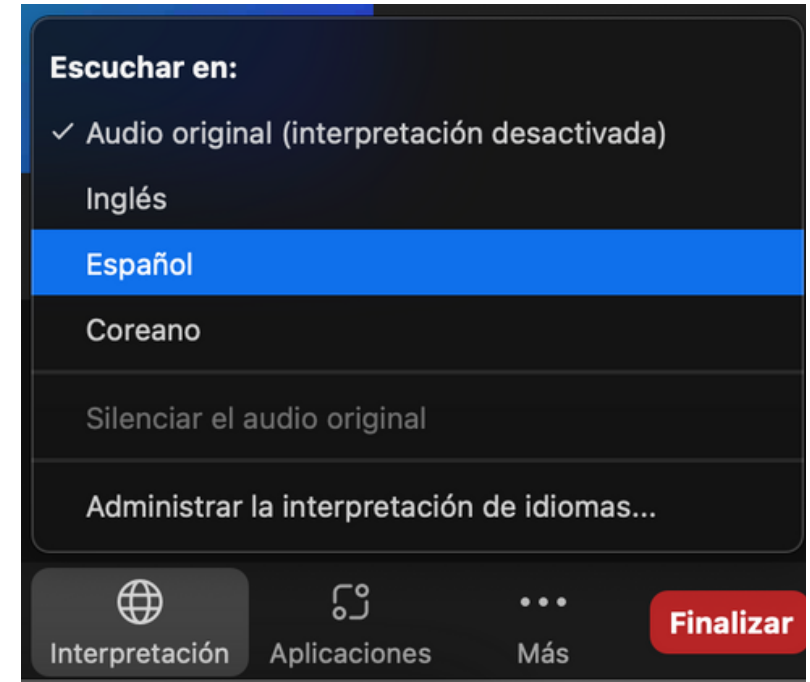 Escuchar en:
✓ Audio original (interpretación desactivada)
Inglés
Español
Coreano
Silenciar el audio original
Administrar la interpretación de idiomas...
Interpretación
Aplicaciones
Más
Finalizar